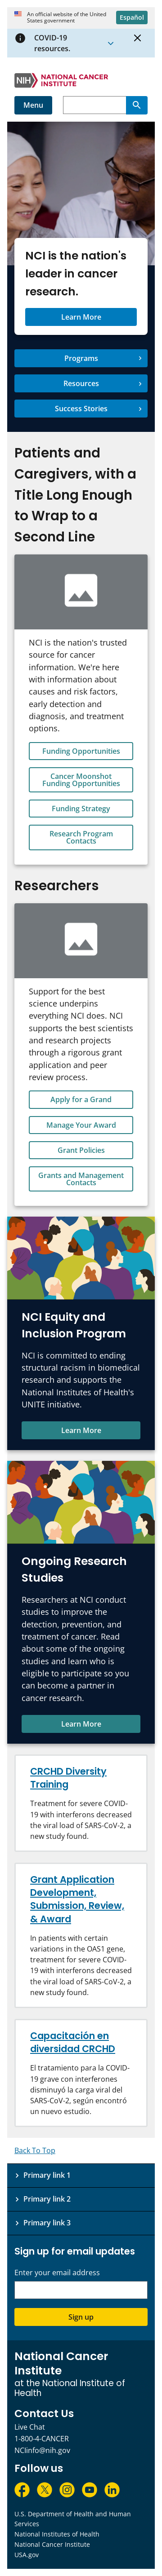 An official website of the United
States government
Español
COVID-19
resources.
NIH
NATIONAL CANCER
INSTITUTE
Menu
NCI is the nation's
leader in cancer
research.
Learn More
Programs
Resources
Success Stories
Patients and
Caregivers, with a
Title Long Enough
to Wrap to a
Second Line
NCI is the nation's trusted
source for cancer
information. We're here
with information about
causes and risk factors,
early detection and
diagnosis, and treatment
options.
Funding Opportunities
Cancer Moonshot
Funding Opportunities
Funding Strategy
Research Program
Contacts
Researchers
Support for the best
science underpins
everything NCI does. NCI
supports the best scientists
and research projects
through a rigorous grant
application and peer
review process.
Apply for a Grand
Manage Your Award
Grant Policies
Grants and Management
Contacts
NCI Equity and
Inclusion Program
NCI is committed to ending
structural racism in biomedical
research and supports the
National Institutes of Health's
UNITE initiative.
Learn More
Ongoing Research
Studies
Researchers at NCI conduct
studies to improve the
detection, prevention, and
treatment of cancer. Read
about some of the ongoing
studies and learn who is
eligible to participate so you
can become a partner in
cancer research.
Learn More
CRCHD Diversity
Training
Treatment for severe COVID-
19 with interferons decreased
the viral load of SARS-CoV-2, a
new study found.
Grant Application
Development,
Submission, Review,
& Award
In patients with certain
variations in the OAS1 gene,
treatment for severe COVID-
19 with interferons decreased
the viral load of SARS-CoV-2, a
new study found.
Capacitación en
diversidad CRCHD
El tratamiento para la COVID-
19 grave con interferones
disminuyó la carga viral del
SARS-CoV-2, según encontró
un nuevo estudio.
Back To Top
Primary link 1
Primary link 2
Primary link 3
Sign up for email updates
Enter your email address
Sign up
National Cancer
Institute
at the National Institute of
Health
Contact Us
Live Chat
1-800-4-CANCER
NCIinfo@nih.gov
Follow us
U.S. Department of Health and Human
Services
National Institutes of Health
National Cancer Institute
USA.gov